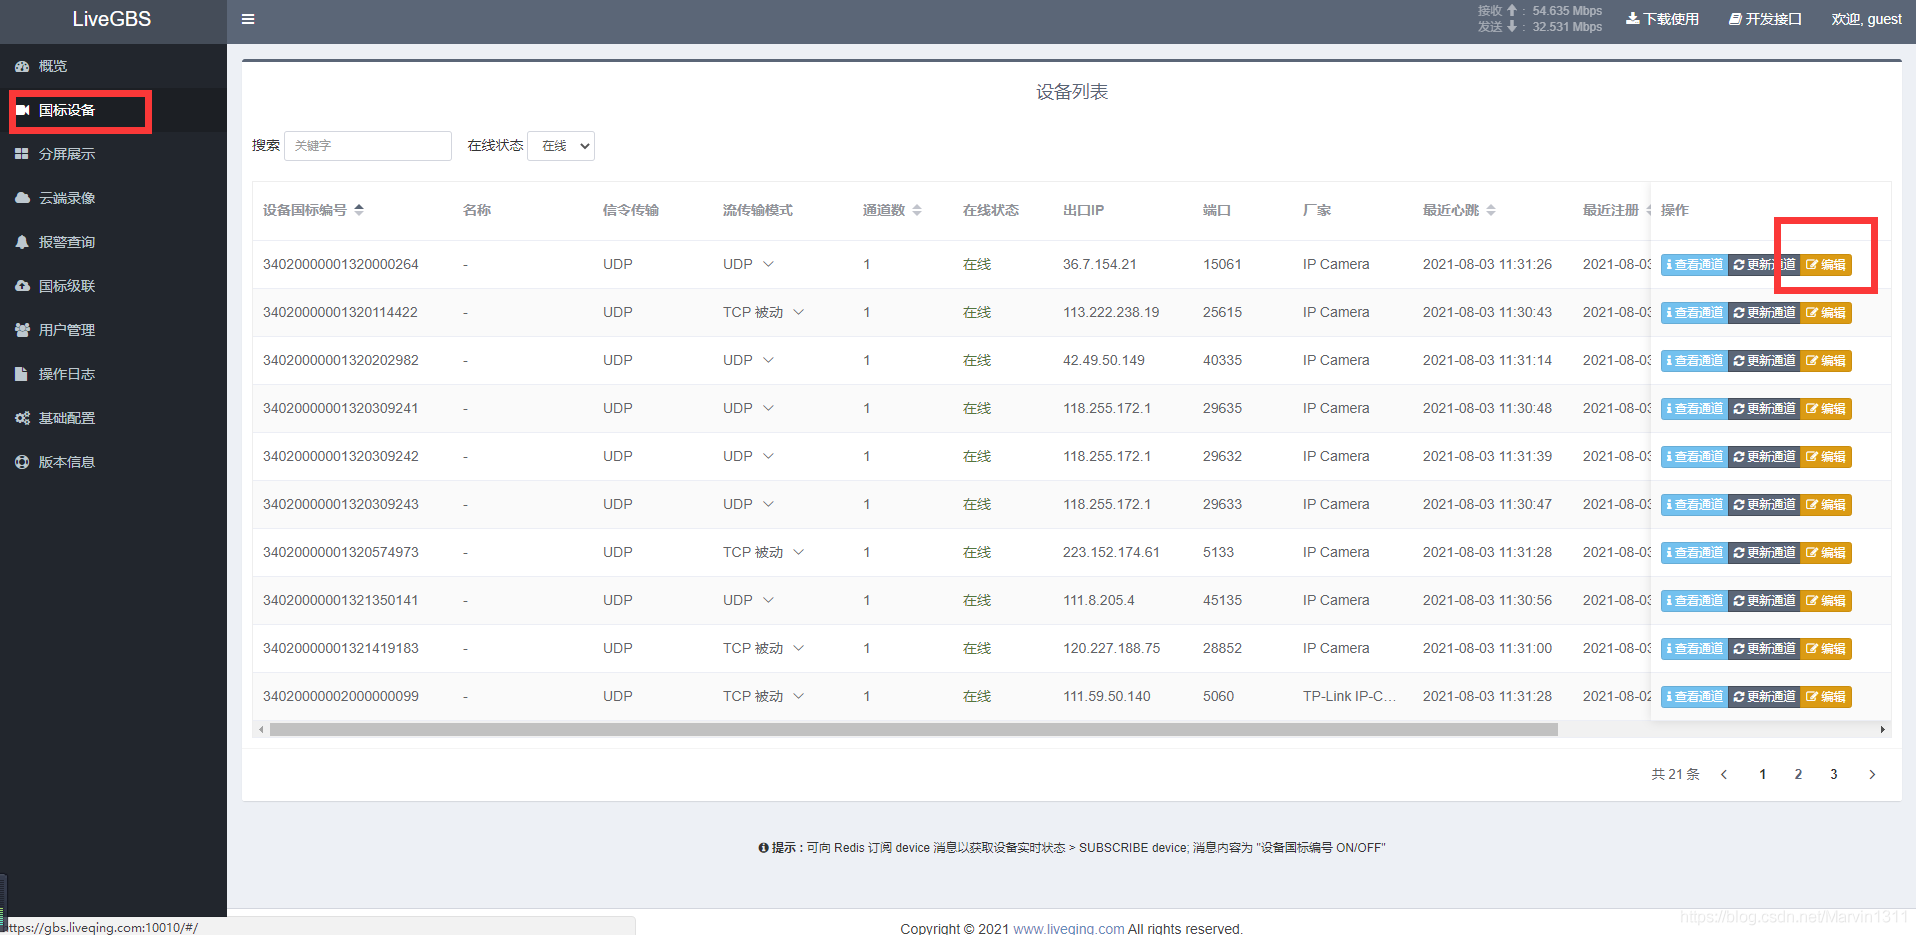 LiveGBS
接收 : 54.635 Mbps
发送 : 32.531 Mbps
下载使用
开发接口
欢迎, guest
概览
国标设备
分屏展示
云端录像
报警查询
国标级联
用户管理
操作日志
基础配置
版本信息
设备列表
搜索 关键字 在线状态 在线
设备国标编号 名称 信令传输 流传输模式 通道数 在线状态 出口IP 端口 厂家 最近心跳 最近注册 操作
34020000001320000264 - UDP UDP 1 在线 36.7.154.21 15061 IP Camera 2021-08-03 11:31:26 2021-08-03 查看通道 更新通道 编辑
34020000001320114422 - UDP TCP 被动 1 在线 113.222.238.19 25615 IP Camera 2021-08-03 11:30:43 2021-08-03 查看通道 更新通道 编辑
34020000001320202982 - UDP UDP 1 在线 42.49.50.149 40335 IP Camera 2021-08-03 11:31:14 2021-08-03 查看通道 更新通道 编辑
34020000001320309241 - UDP UDP 1 在线 118.255.172.1 29635 IP Camera 2021-08-03 11:30:48 2021-08-03 查看通道 更新通道 编辑
34020000001320309242 - UDP UDP 1 在线 118.255.172.1 29632 IP Camera 2021-08-03 11:31:39 2021-08-03 查看通道 更新通道 编辑
34020000001320309243 - UDP UDP 1 在线 118.255.172.1 29633 IP Camera 2021-08-03 11:30:47 2021-08-03 查看通道 更新通道 编辑
34020000001320574973 - UDP TCP 被动 1 在线 223.152.174.61 5133 IP Camera 2021-08-03 11:31:28 2021-08-03 查看通道 更新通道 编辑
34020000001321350141 - UDP UDP 1 在线 111.8.205.4 45135 IP Camera 2021-08-03 11:30:56 2021-08-03 查看通道 更新通道 编辑
34020000001321419183 - UDP TCP 被动 1 在线 120.227.188.75 28852 IP Camera 2021-08-03 11:31:00 2021-08-03 查看通道 更新通道 编辑
34020000002000000099 - UDP TCP 被动 1 在线 111.59.50.140 5060 TP-Link IP-C... 2021-08-03 11:31:28 2021-08-02 查看通道 更新通道 编辑
共 21 条 1 2 3
提示 : 可向 Redis 订阅 device 消息以获取设备实时状态 > SUBSCRIBE device; 消息内容为 "设备国标编号 ON/OFF"
https://blog.csdn.net/Marvin1311
https://gbs.liveqing.com:10010/#/
Copyright © 2021 www.liveqing.com All rights reserved.